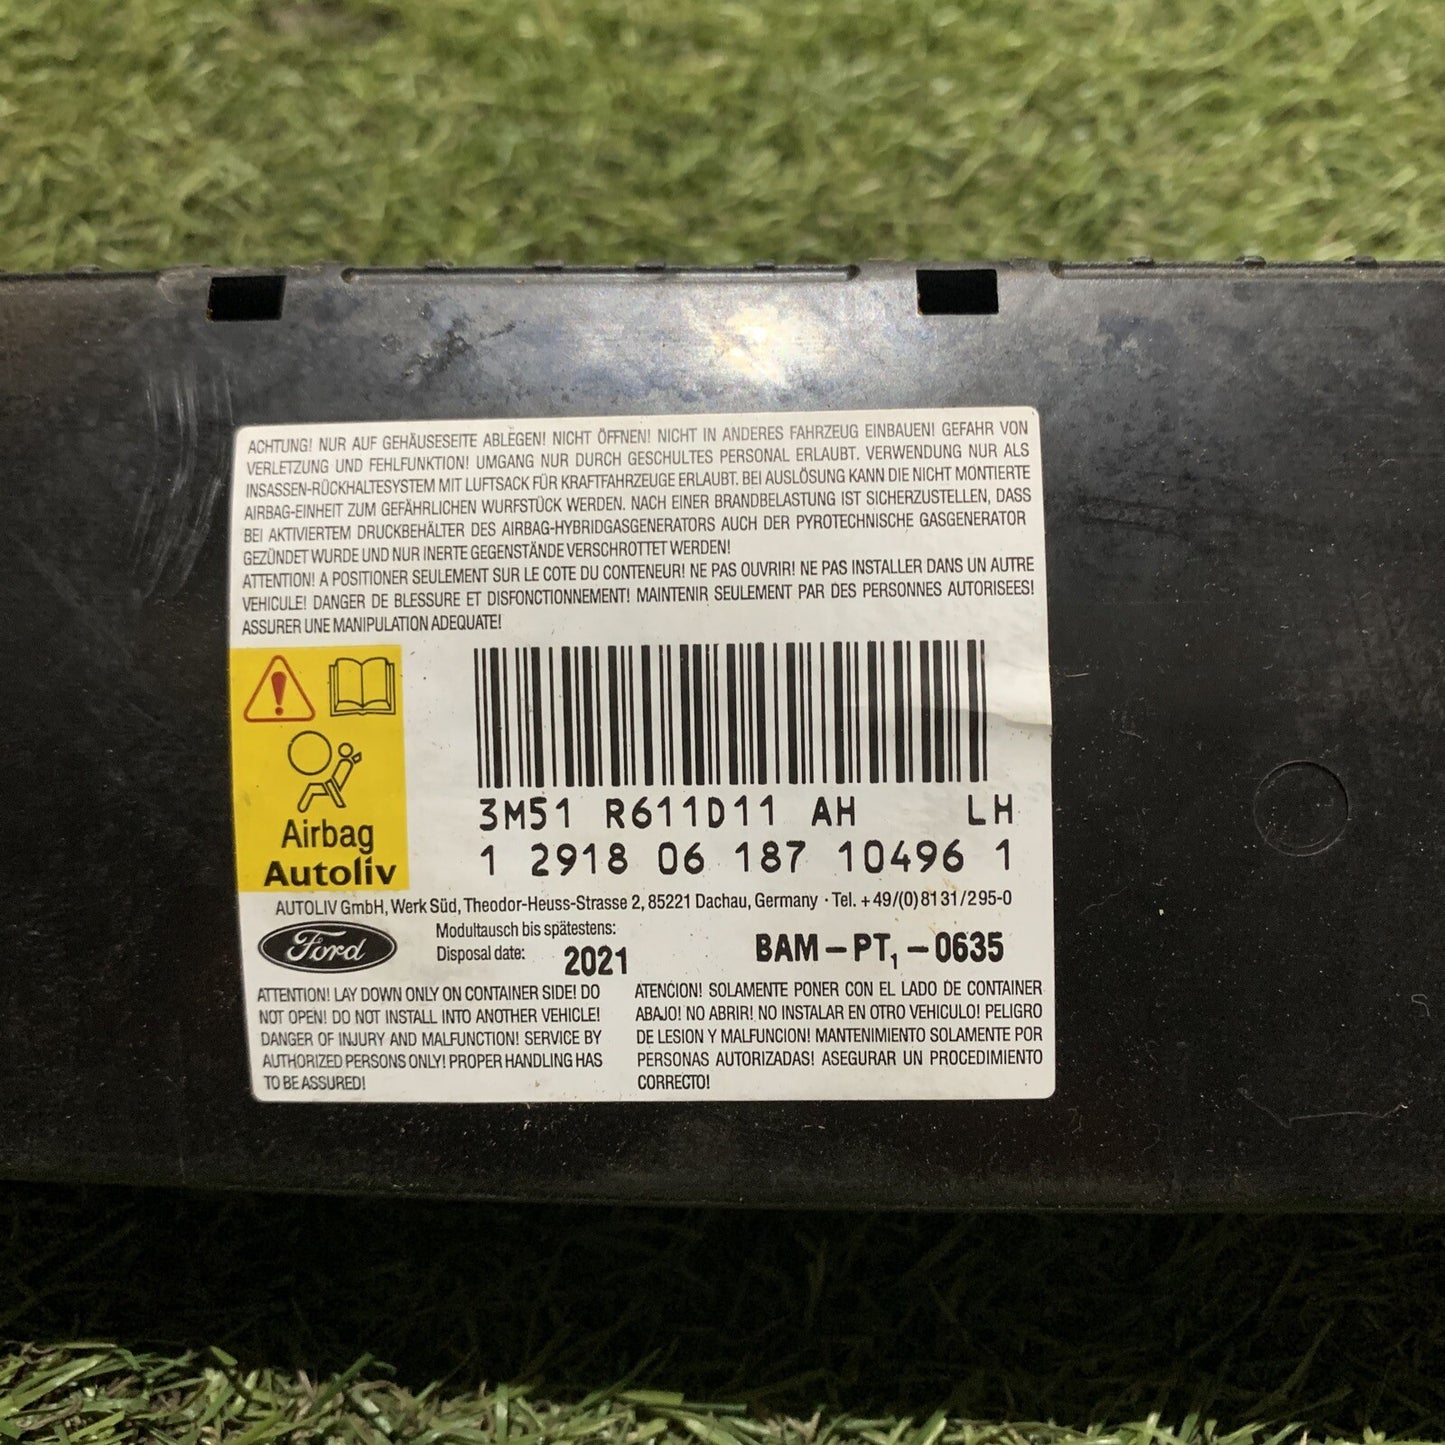 ACHTUNG! NUR AUF GEHÄUSESEITE ABLEGEN! NICHT ÖFFNEN! NICHT IN ANDERES FAHRZEUG EINBAUEN! GEFAHR VON
VERLETZUNG UND FEHLFUNKTION! UMGANG NUR DURCH GESCHULTES PERSONAL ERLAUBT. VERWENDUNG NUR ALS
INSASSEN-RÜCKHALTESYSTEM MIT LUFTSACK FÜR KRAFTFAHRZEUGE ERLAUBT. BEI AUSLÖSUNG KANN DIE NICHT MONTIERTE
AIRBAG-EINHEIT ZUM GEFÄHRLICHEN WURFSTÜCK WERDEN. NACH EINER BRANDBELASTUNG IST SICHERZUSTELLEN, DASS
BEI AKTIVIERTEM DRUCKBEHÄLTER DES AIRBAG-HYBRIDGASGENERATORS AUCH DER PYROTECHNISCHE GASGENERATOR
GEZÜNDET WURDE UND NUR INERTE GEGENSTÄNDE VERSCHROTTET WERDEN!
ATTENTION! A POSITIONER SEULEMENT SUR LE COTE DU CONTENEUR! NE PAS OUVRIR! NE PAS INSTALLER DANS UN AUTRE
VEHICULE! DANGER DE BLESSURE ET DISFONCTIONNEMENT! MAINTENIR SEULEMENT PAR DES PERSONNES AUTORISEES!
ASSURER UNE MANIPULATION ADEQUATE!
Airbag
Autoliv
3M51 R611D11 AH LH
1 2918 06 187 10496 1
AUTOLIV GmbH, Werk Süd, Theodor-Heuss-Strasse 2, 85221 Dachau, Germany · Tel. +49/(0)8131/295-0
Ford
Modultausch bis spätestens:
Disposal date: 2021
BAM-PT₁-0635
ATTENTION! LAY DOWN ONLY ON CONTAINER SIDE! DO
NOT OPEN! DO NOT INSTALL INTO ANOTHER VEHICLE!
DANGER OF INJURY AND MALFUNCTION! SERVICE BY
AUTHORIZED PERSONS ONLY! PROPER HANDLING HAS
TO BE ASSURED!
ATENCION! SOLAMENTE PONER CON EL LADO DE CONTAINER
ABAJO! NO ABRIR! NO INSTALAR EN OTRO VEHICULO! PELIGRO
DE LESION Y MALFUNCION! MANTENIMIENTO SOLAMENTE POR
PERSONAS AUTORIZADAS! ASEGURAR UN PROCEDIMIENTO
CORRECTO!